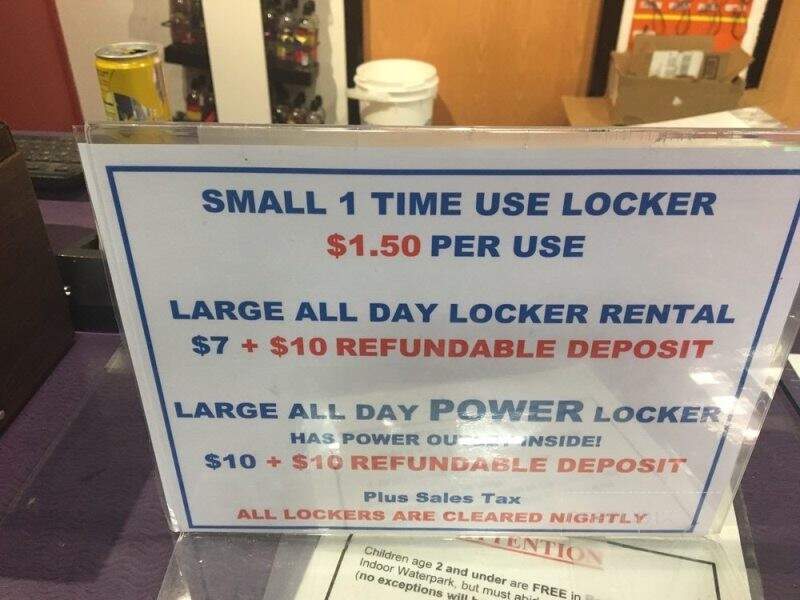 SMALL 1 TIME USE LOCKER
$1.50 PER USE
LARGE ALL DAY LOCKER RENTAL
$7 + $10 REFUNDABLE DEPOSIT
LARGE ALL DAY POWER LOCKER
HAS POWER INSIDE!
$10 + $10 REFUNDABLE DEPOSIT
Plus Sales Tax
ALL LOCKERS ARE CLEARED NIGHTLY
Children age 2 and under are FREE in
Indoor Waterpark, but must
(no exceptions